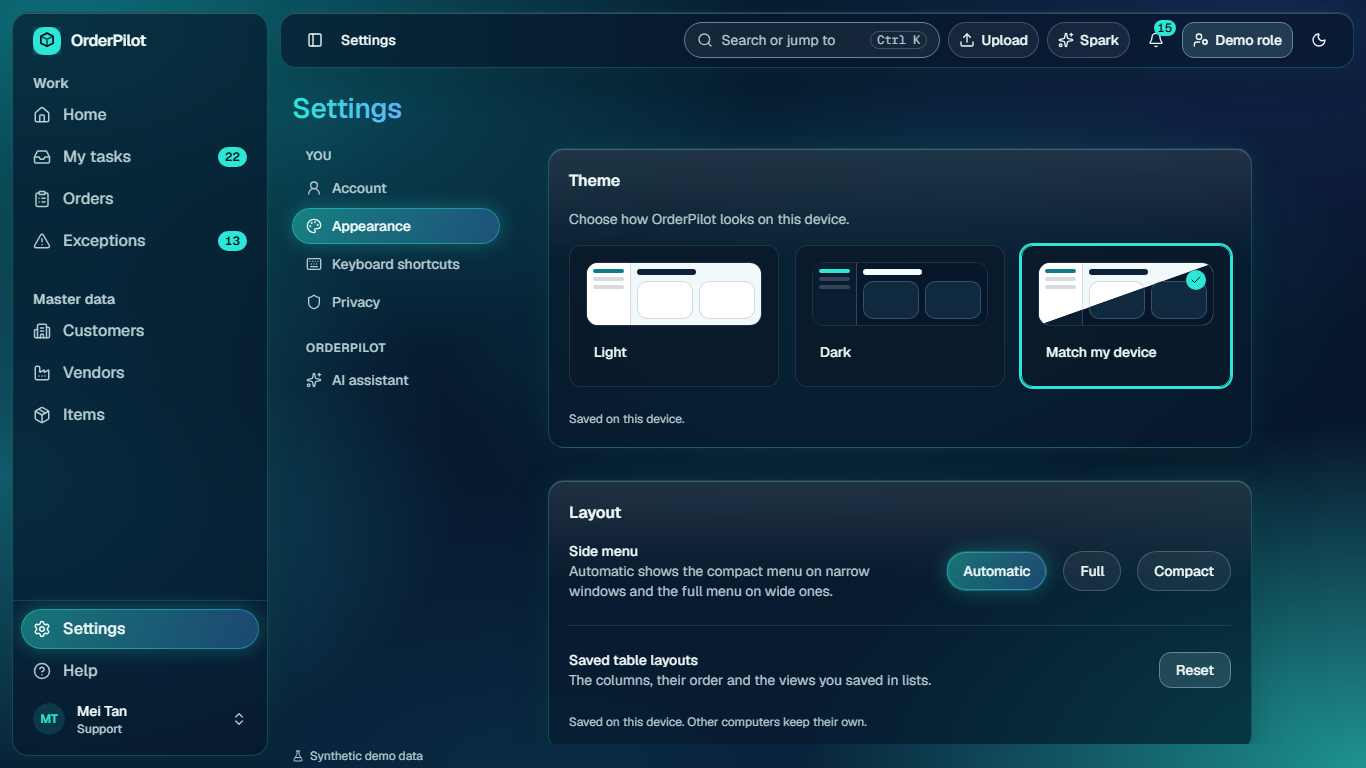 OrderPilot
Work
Home
My tasks 22
Orders
Exceptions 13
Master data
Customers
Vendors
Items
Settings
Help
MT Mei Tan
Support
Settings
Search or jump to Ctrl K
Upload
Spark
15
Demo role
Settings
YOU
Account
Appearance
Keyboard shortcuts
Privacy
ORDERPILOT
AI assistant
Theme
Choose how OrderPilot looks on this device.
Light
Dark
Match my device
Saved on this device.
Layout
Side menu
Automatic shows the compact menu on narrow
windows and the full menu on wide ones.
Automatic
Full
Compact
Saved table layouts
The columns, their order and the views you saved in lists.
Reset
Saved on this device. Other computers keep their own.
Synthetic demo data